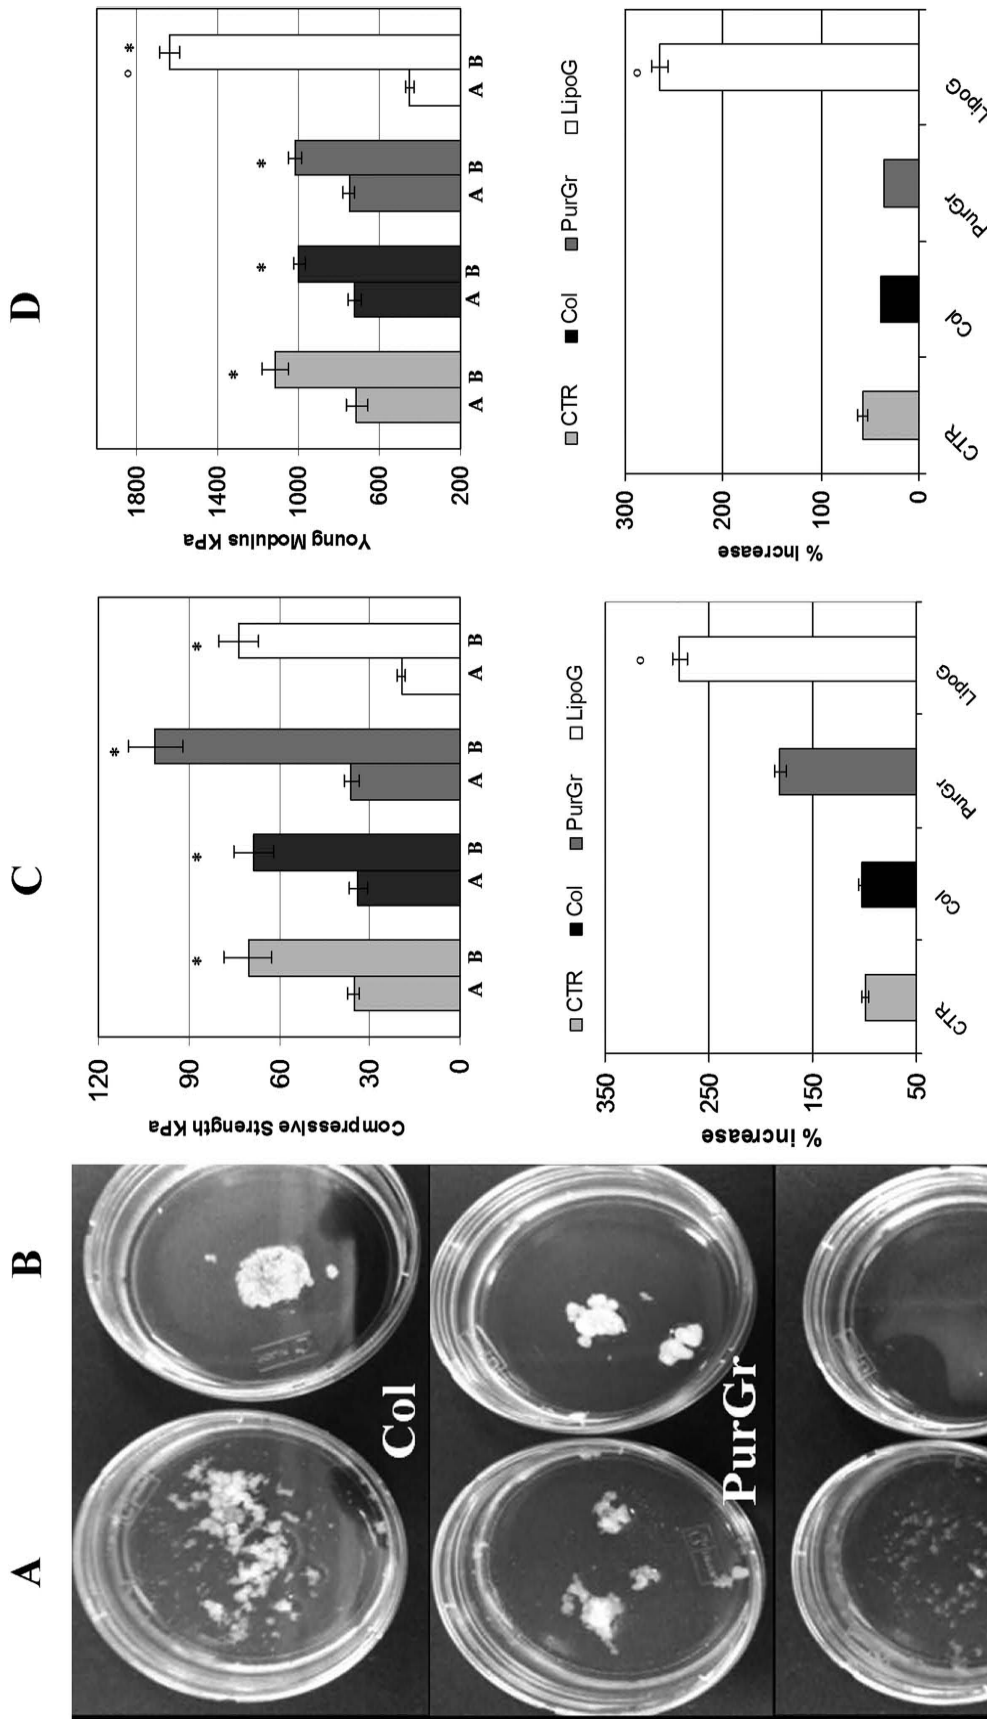 A B C D
Col
PurGr
Compressive Strength KPa
120
90
60
30
0
* * * *
A B A B A B A B
CTR Col PurGr LipoG
% increase
350
250
150
50
°
CTR Col PurGr LipoG
Young Modulus KPa
1800
1400
1000
600
200
* * * ° *
A B A B A B A B
CTR Col PurGr LipoG
% Increase
300
200
100
0
°
CTR Col PurGr LipoG